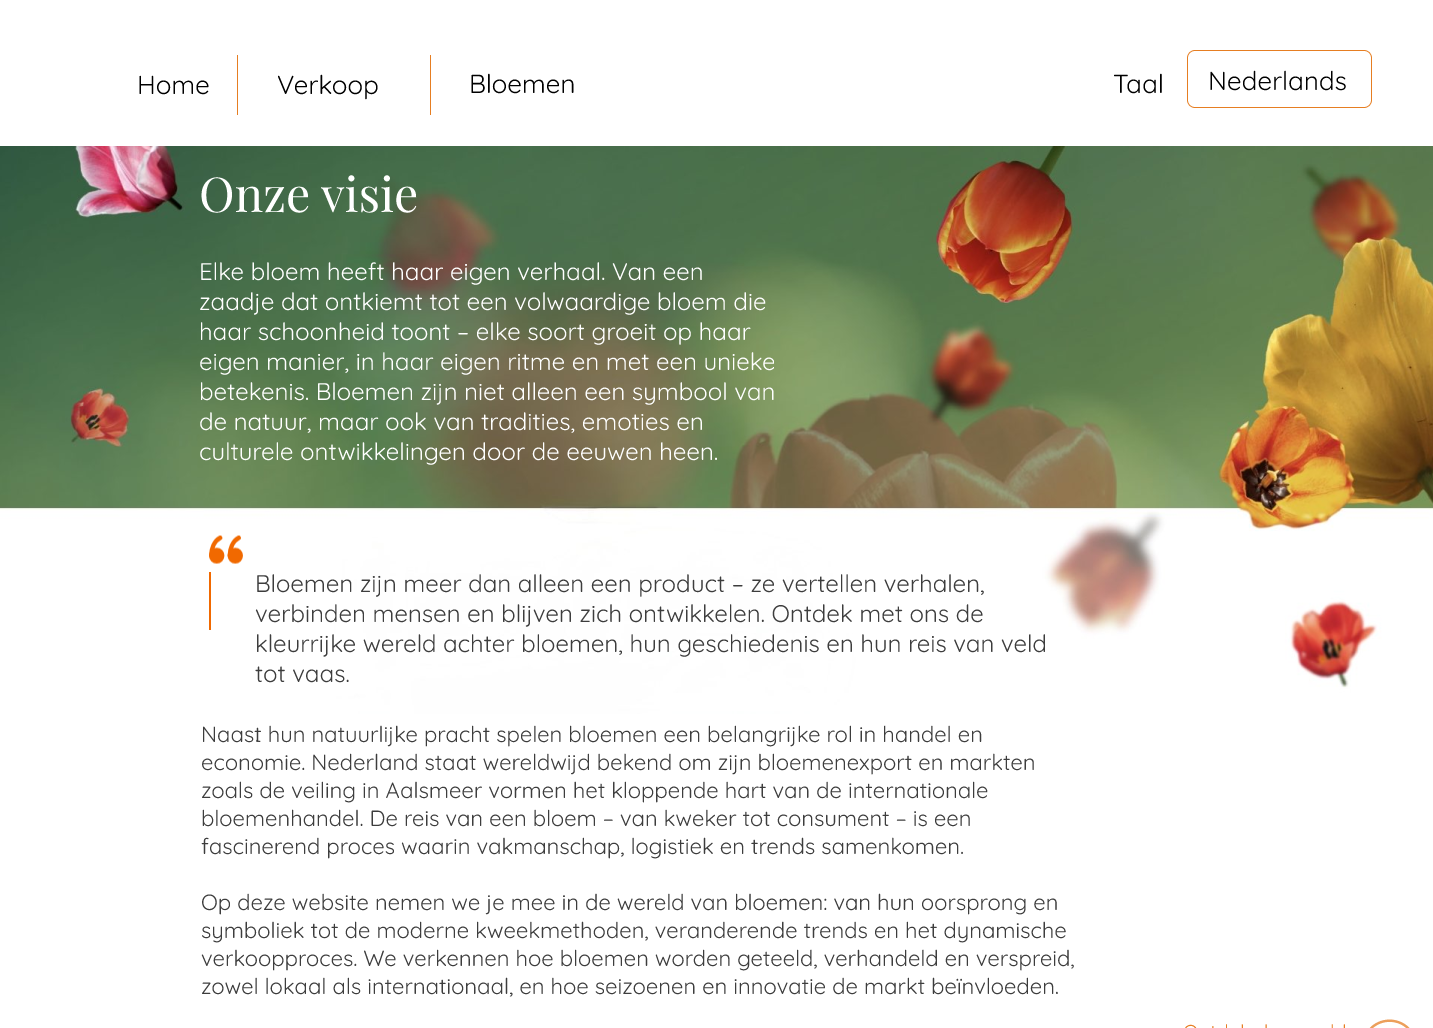 Home
Verkoop
Bloemen
Taal
Nederlands
Onze visie
Elke bloem heeft haar eigen verhaal. Van een
zaadje dat ontkiemt tot een volwaardige bloem die
haar schoonheid toont – elke soort groeit op haar
eigen manier, in haar eigen ritme en met een unieke
betekenis. Bloemen zijn niet alleen een symbool van
de natuur, maar ook van tradities, emoties en
culturele ontwikkelingen door de eeuwen heen.
“
Bloemen zijn meer dan alleen een product – ze vertellen verhalen,
verbinden mensen en blijven zich ontwikkelen. Ontdek met ons de
kleurrijke wereld achter bloemen, hun geschiedenis en hun reis van veld
tot vaas.
Naast hun natuurlijke pracht spelen bloemen een belangrijke rol in handel en
economie. Nederland staat wereldwijd bekend om zijn bloemenexport en markten
zoals de veiling in Aalsmeer vormen het kloppende hart van de internationale
bloemenhandel. De reis van een bloem – van kweker tot consument – is een
fascinerend proces waarin vakmanschap, logistiek en trends samenkomen.
Op deze website nemen we je mee in de wereld van bloemen: van hun oorsprong en
symboliek tot de moderne kweekmethoden, veranderende trends en het dynamische
verkoopproces. We verkennen hoe bloemen worden geteeld, verhandeld en verspreid,
zowel lokaal als internationaal, en hoe seizoenen en innovatie de markt beïnvloeden.